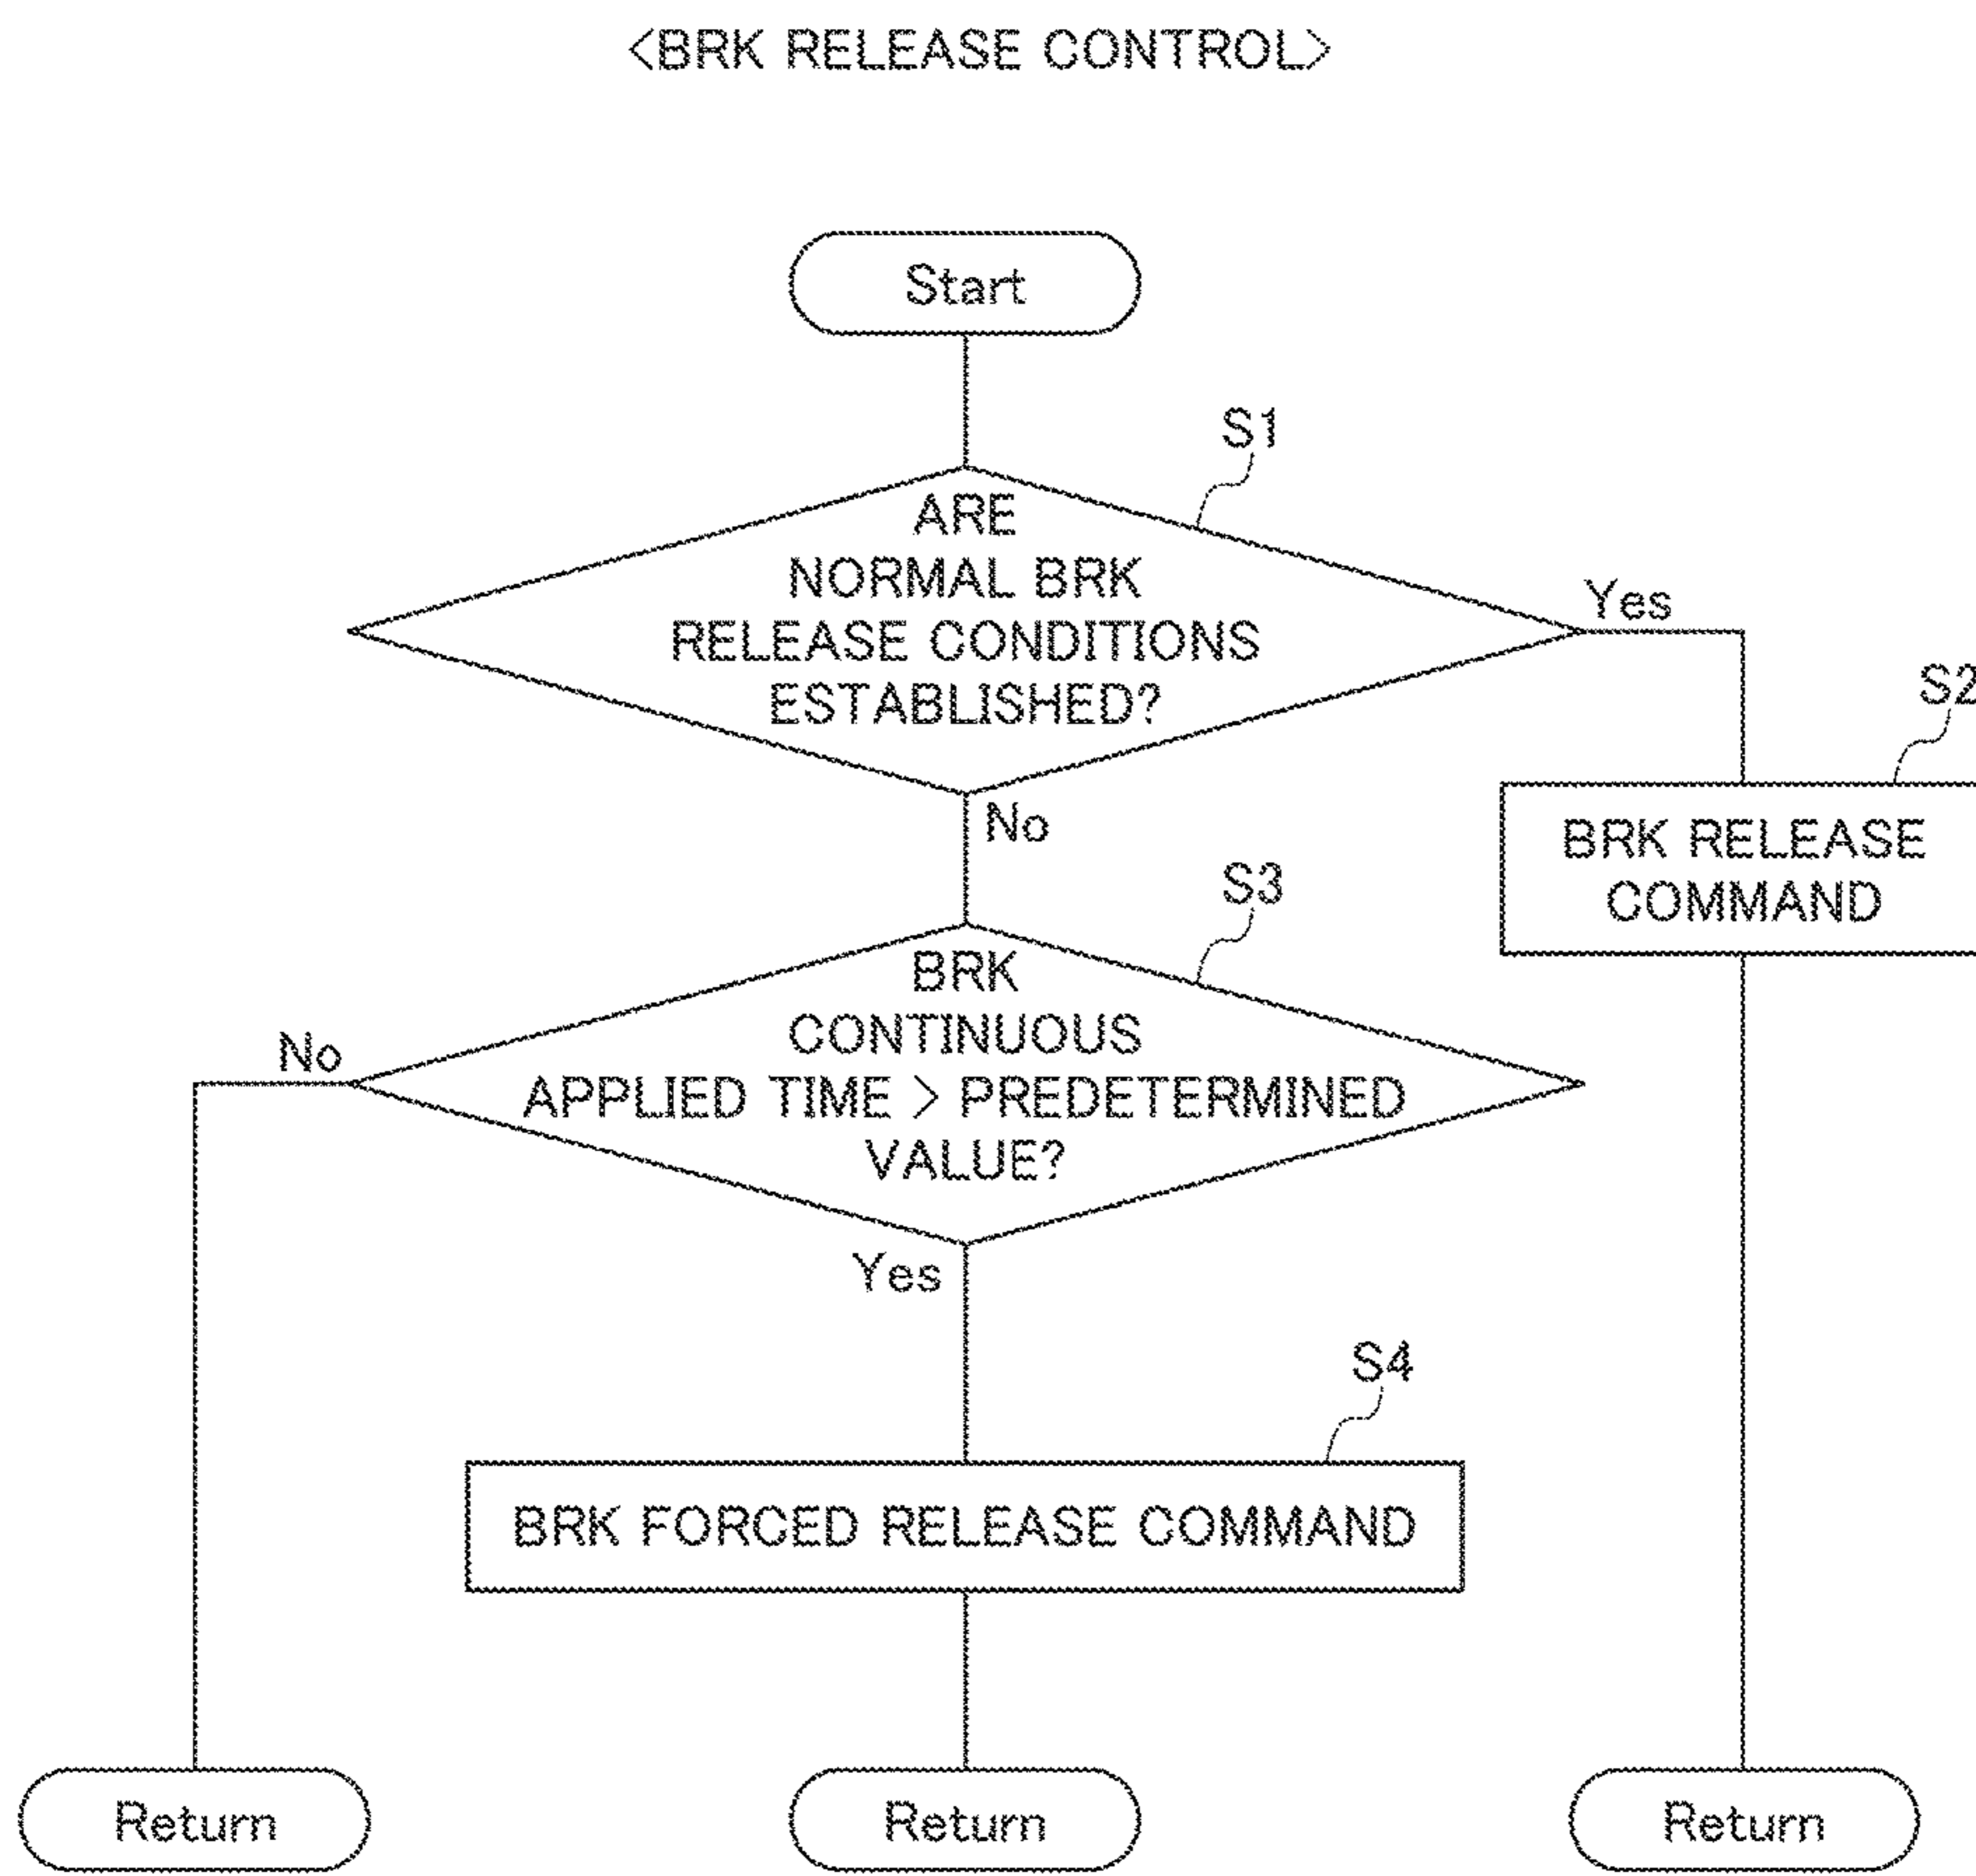 <BRK RELEASE CONTROL>
Start
S1
ARE
NORMAL BRK
RELEASE CONDITIONS
ESTABLISHED?
Yes
S2
BRK RELEASE
COMMAND
No
S3
BRK
CONTINUOUS
APPLIED TIME > PREDETERMINED
VALUE?
No
Yes
S4
BRK FORCED RELEASE COMMAND
Return
Return
Return